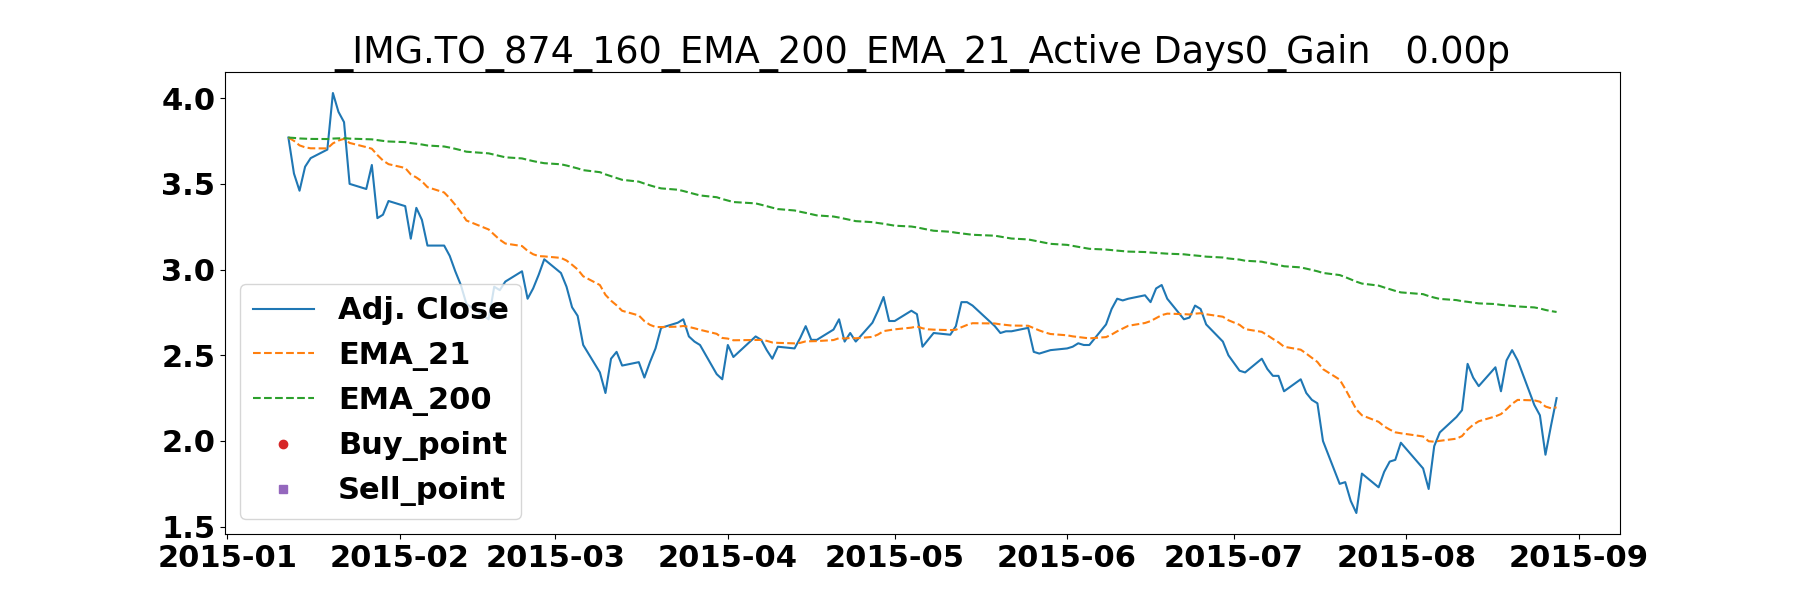 _IMG.TO_874_160_EMA_200_EMA_21_Active Days0_Gain   0.00p
4.0
3.5
3.0
2.5
2.0
1.5
Adj. Close
EMA_21
EMA_200
Buy_point
Sell_point
2015-01 2015-02 2015-03 2015-04 2015-05 2015-06 2015-07 2015-08 2015-09